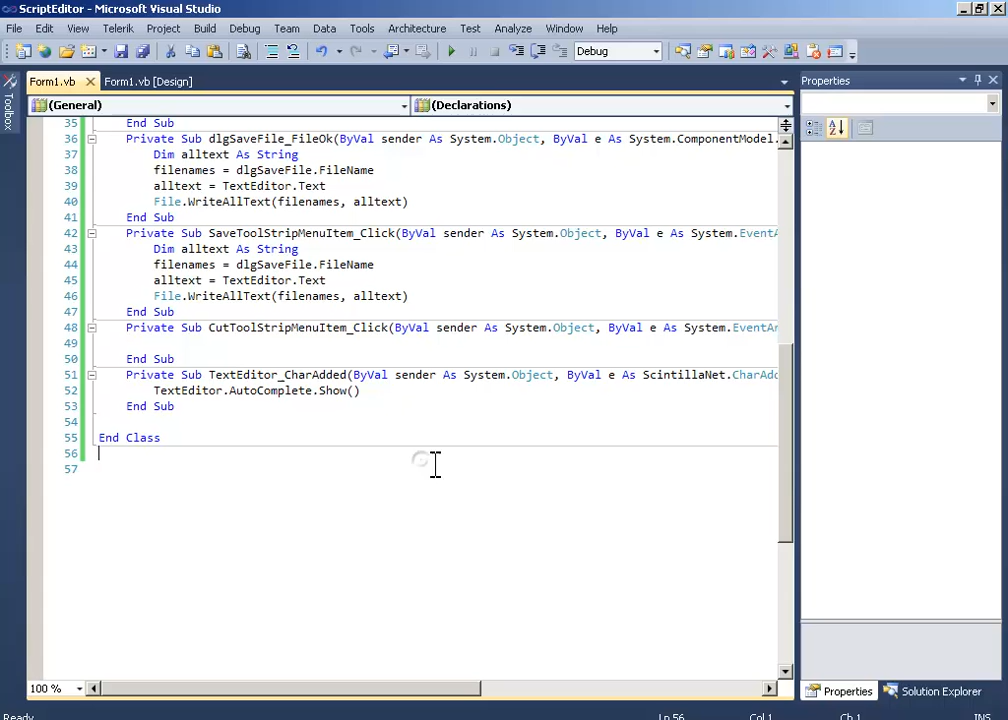 ScriptEditor - Microsoft Visual Studio
File Edit View Telerik Project Build Debug Team Data Tools Architecture Test Analyze Window Help
Debug
Form1.vb Form1.vb [Design]
Properties
Toolbox
(General) (Declarations)
35 End Sub
36 Private Sub dlgSaveFile_FileOk(ByVal sender As System.Object, ByVal e As System.ComponentModel.
37 Dim alltext As String
38 filenames = dlgSaveFile.FileName
39 alltext = TextEditor.Text
40 File.WriteAllText(filenames, alltext)
41 End Sub
42 Private Sub SaveToolStripMenuItem_Click(ByVal sender As System.Object, ByVal e As System.EventA
43 Dim alltext As String
44 filenames = dlgSaveFile.FileName
45 alltext = TextEditor.Text
46 File.WriteAllText(filenames, alltext)
47 End Sub
48 Private Sub CutToolStripMenuItem_Click(ByVal sender As System.Object, ByVal e As System.EventAr
49
50 End Sub
51 Private Sub TextEditor_CharAdded(ByVal sender As System.Object, ByVal e As ScintillaNet.CharAdd
52 TextEditor.AutoComplete.Show()
53 End Sub
54
55 End Class
56
57
100 %
Properties Solution Explorer
Ready Ln 56 Col 1 Ch 1 INS